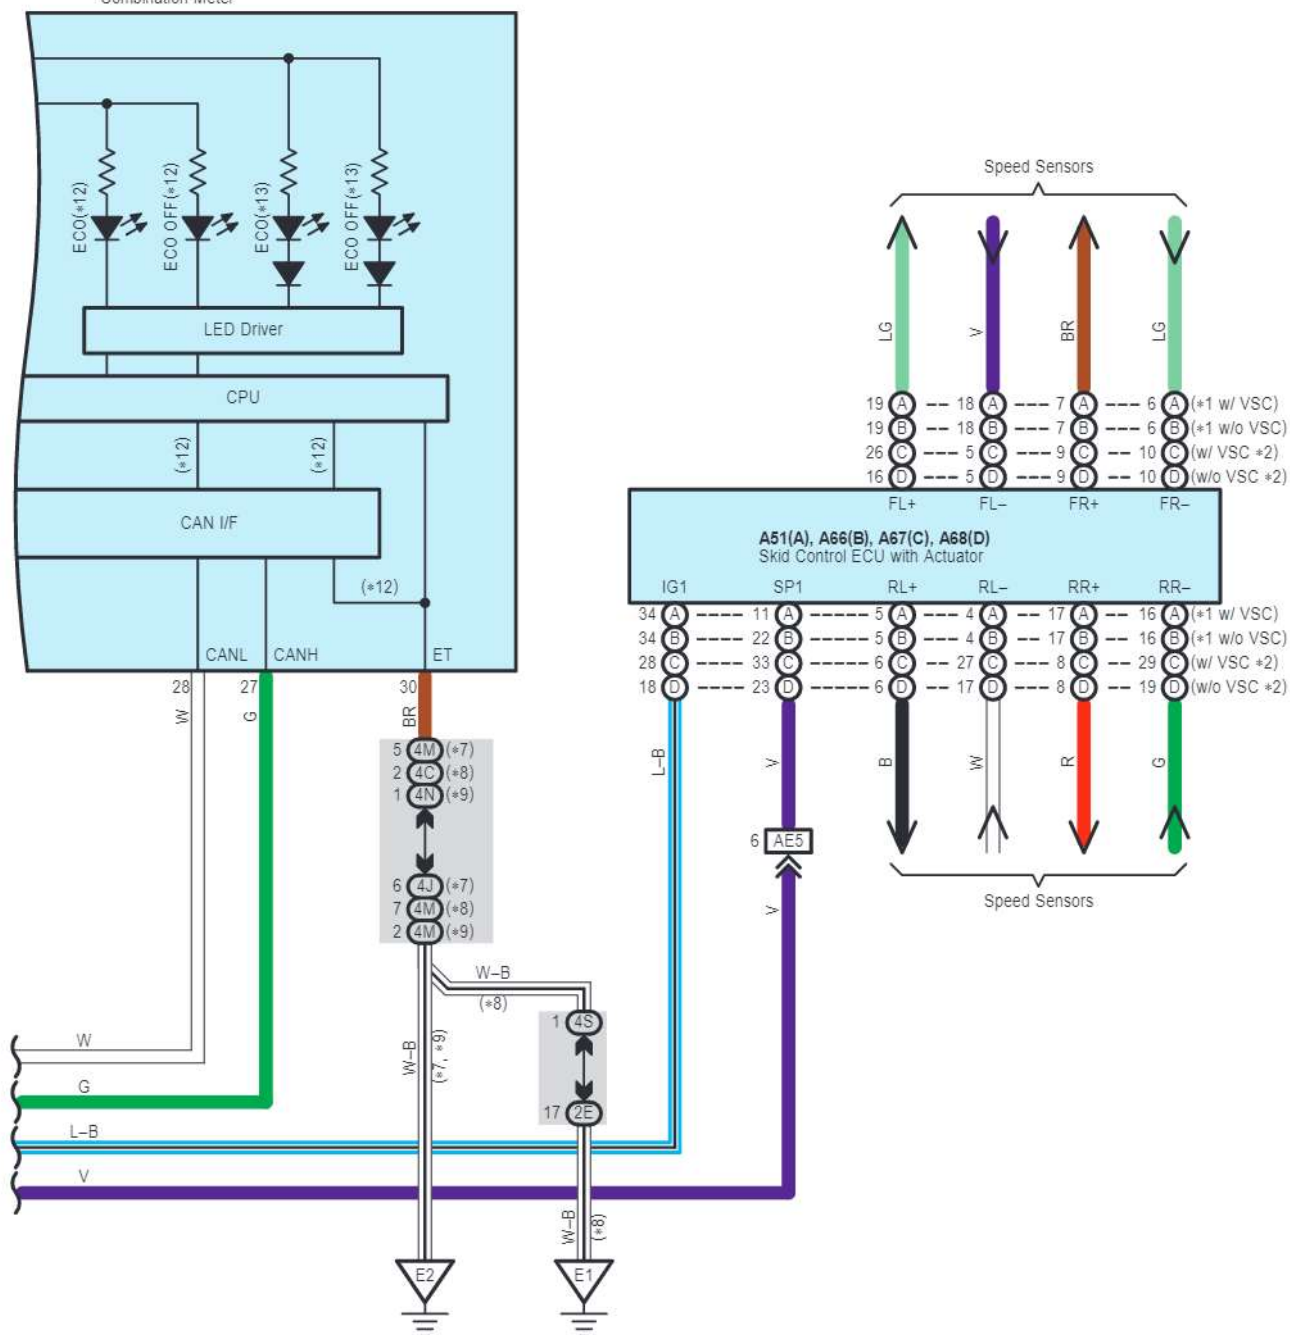 Combination Meter
ECO(*12)
ECO OFF(*12)
ECO(*13)
ECO OFF(*13)
LED Driver
CPU
(*12)
(*12)
CAN I/F
(*12)
CANL CANH ET
28 27 30
W G BR
5 4M (*7)
2 4C (*8)
1 4N (*9)
6 4J (*7)
7 4M (*8)
2 4M (*9)
W–B
(*8)
1 4S
W–B
(*7, *9)
17 2E
W
G
L–B
V
W–B
(*8)
E2 E1
Speed Sensors
LG V BR LG
19 A 18 A 7 A 6 A (*1 w/ VSC)
19 B 18 B 7 B 6 B (*1 w/o VSC)
26 C 5 C 9 C 10 C (w/ VSC *2)
16 D 5 D 9 D 10 D (w/o VSC *2)
FL+ FL– FR+ FR–
A51(A), A66(B), A67(C), A68(D)
Skid Control ECU with Actuator
IG1 SP1 RL+ RL– RR+ RR–
34 A 11 A 5 A 4 A 17 A 16 A (*1 w/ VSC)
34 B 22 B 5 B 4 B 17 B 16 B (*1 w/o VSC)
28 C 33 C 6 C 27 C 8 C 29 C (w/ VSC *2)
18 D 23 D 6 D 17 D 8 D 19 D (w/o VSC *2)
L–B V B W R G
6 AE5
V
Speed Sensors